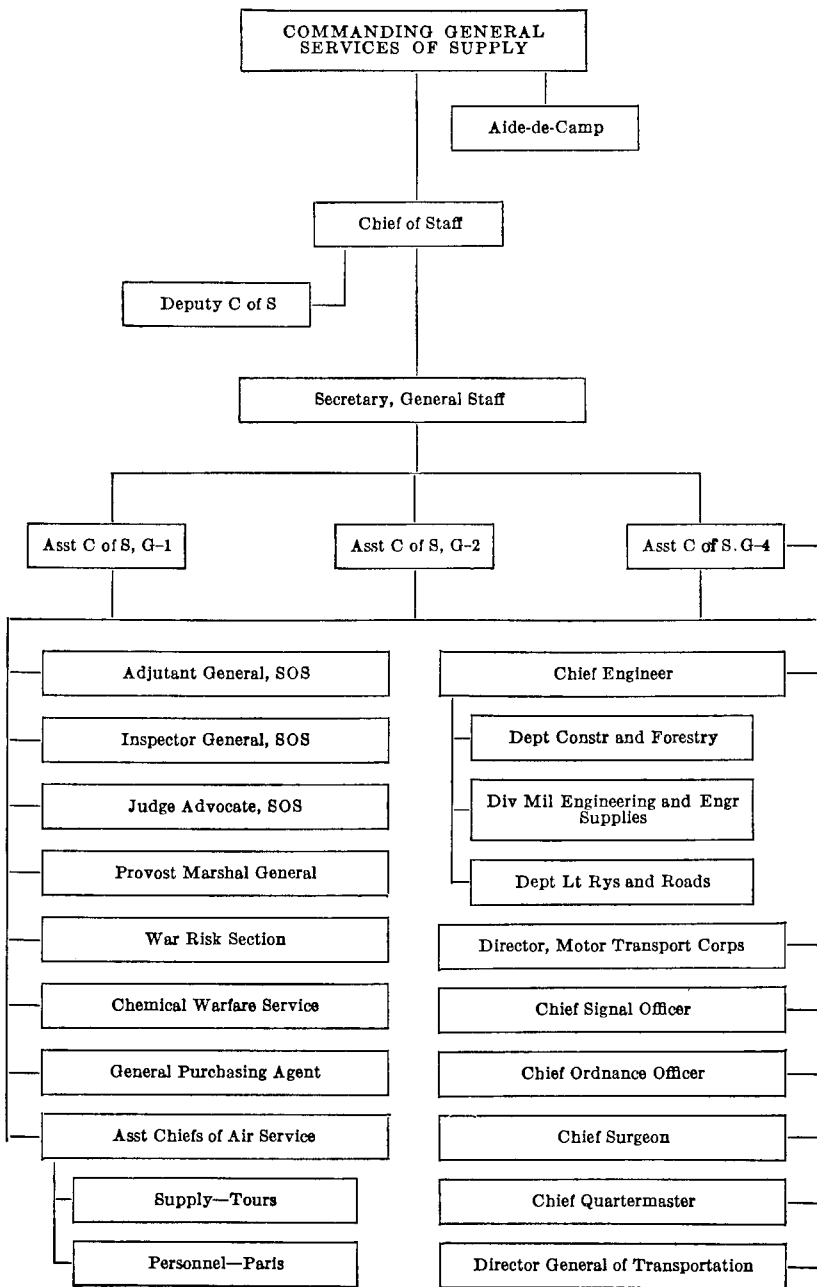 COMMANDING GENERAL
SERVICES OF SUPPLY
Aide-de-Camp
Chief of Staff
Deputy C of S
Secretary, General Staff
Asst C of S, G-1
Asst C of S, G-2
Asst C of S. G-4
Adjutant General, SOS
Inspector General, SOS
Judge Advocate, SOS
Provost Marshal General
War Risk Section
Chemical Warfare Service
General Purchasing Agent
Asst Chiefs of Air Service
Supply—Tours
Personnel—Paris
Chief Engineer
Dept Constr and Forestry
Div Mil Engineering and Engr
Supplies
Dept Lt Rys and Roads
Director, Motor Transport Corps
Chief Signal Officer
Chief Ordnance Officer
Chief Surgeon
Chief Quartermaster
Director General of Transportation